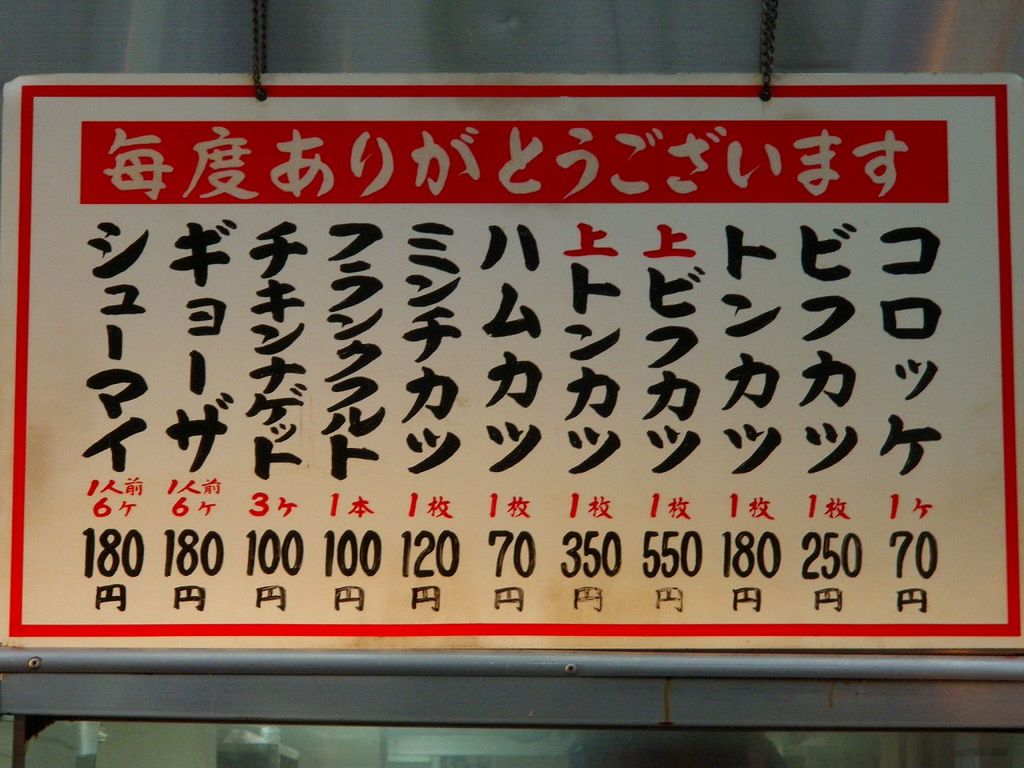 毎度ありがとうございます
コロッケ 1ケ 70円
ビフカツ 1枚 250円
トンカツ 1枚 180円
上ビフカツ 1枚 550円
上トンカツ 1枚 350円
ハムカツ 1枚 70円
ミンチカツ 1枚 120円
フランクフルト 1本 100円
チキンナゲット 3ケ 100円
ギョーザ 1人前 6ケ 180円
シューマイ 1人前 6ケ 180円